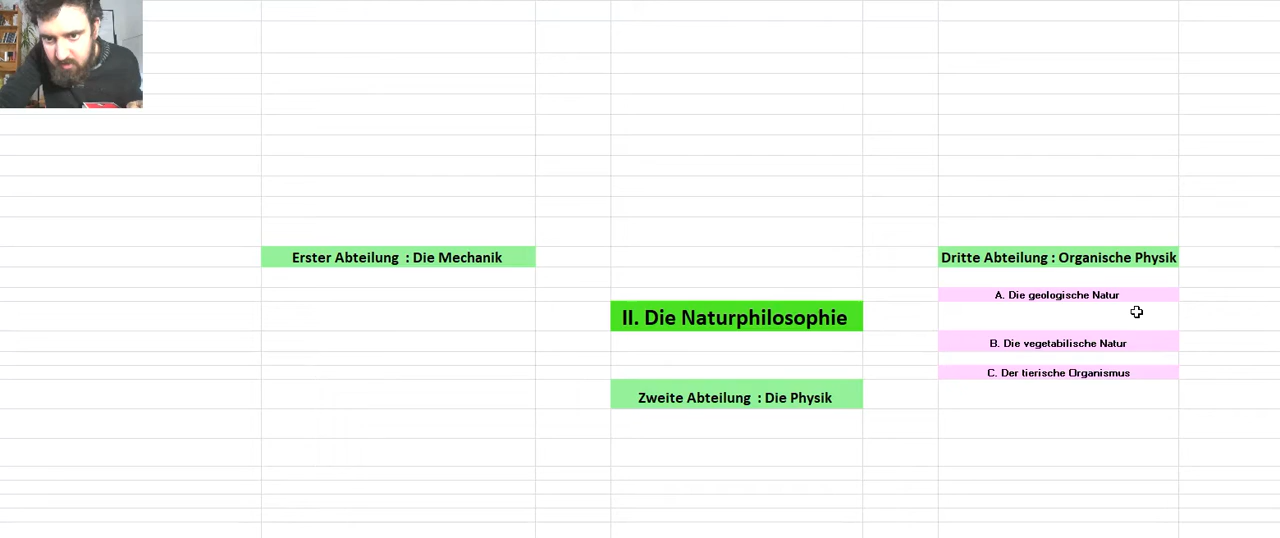 Erster Abteilung : Die Mechanik
Dritte Abteilung : Organische Physik
A. Die geologische Natur
II. Die Naturphilosophie
B. Die vegetabilische Natur
C. Der tierische Organismus
Zweite Abteilung : Die Physik